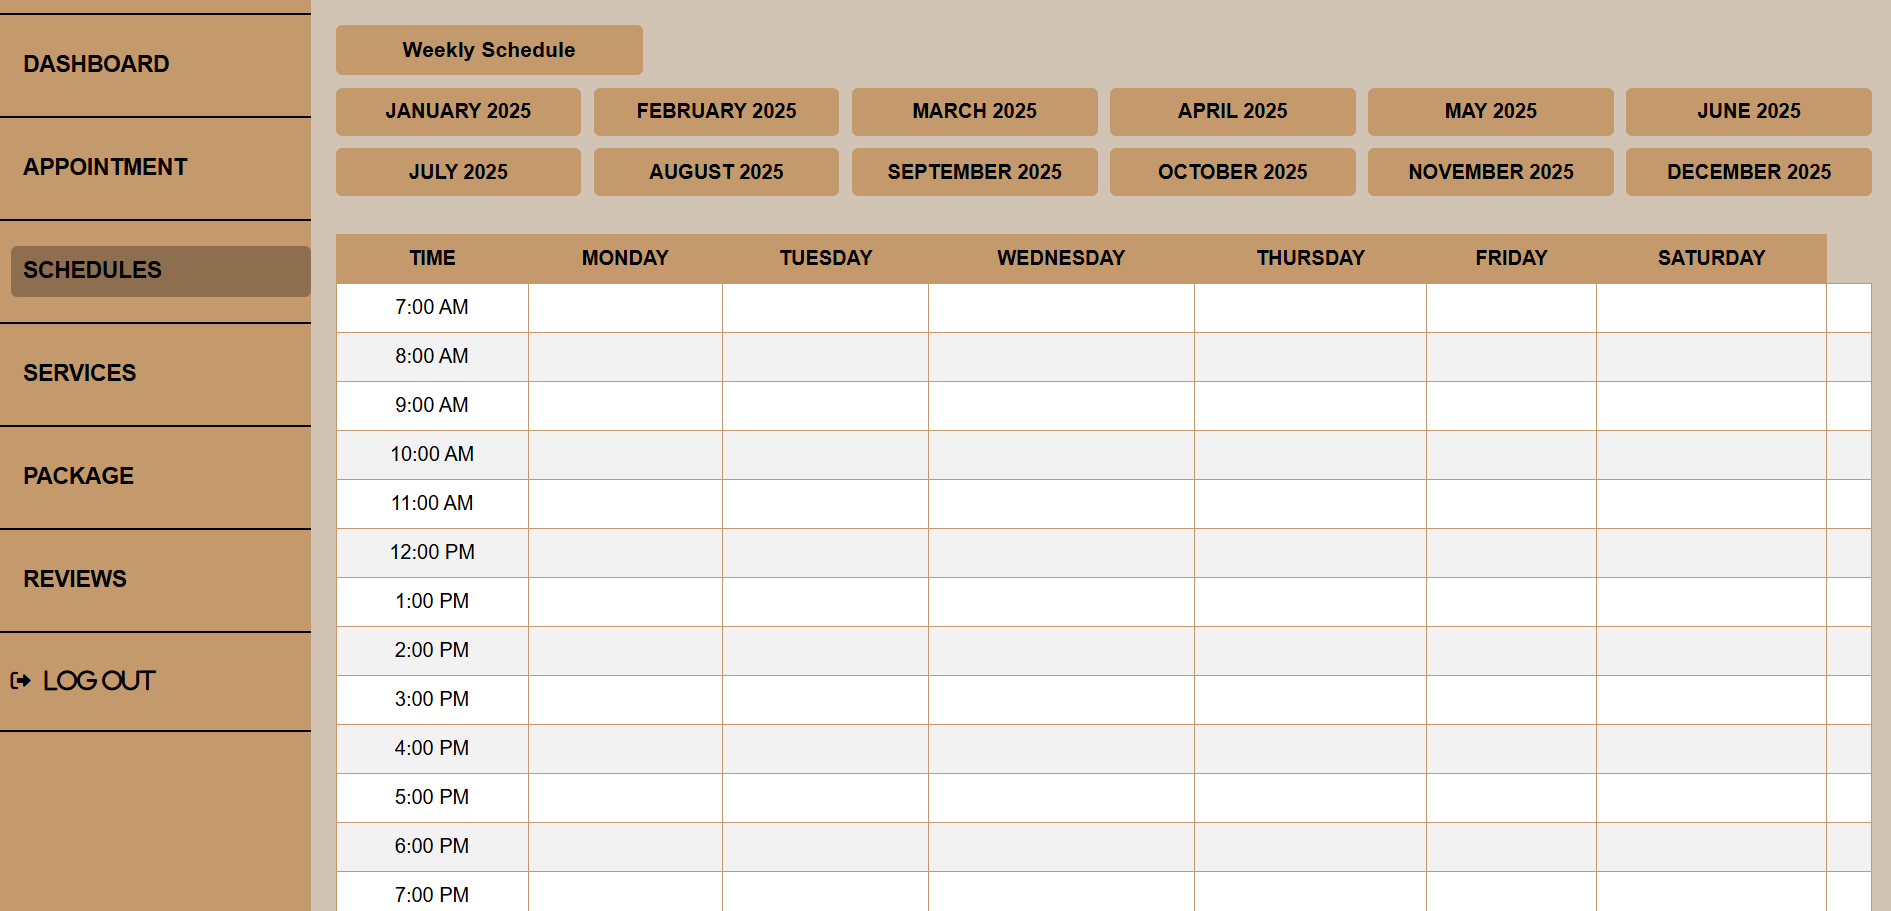 DASHBOARD
APPOINTMENT
SCHEDULES
SERVICES
PACKAGE
REVIEWS
LOG OUT
Weekly Schedule
JANUARY 2025 FEBRUARY 2025 MARCH 2025 APRIL 2025 MAY 2025 JUNE 2025
JULY 2025 AUGUST 2025 SEPTEMBER 2025 OCTOBER 2025 NOVEMBER 2025 DECEMBER 2025
TIME MONDAY TUESDAY WEDNESDAY THURSDAY FRIDAY SATURDAY
7:00 AM
8:00 AM
9:00 AM
10:00 AM
11:00 AM
12:00 PM
1:00 PM
2:00 PM
3:00 PM
4:00 PM
5:00 PM
6:00 PM
7:00 PM